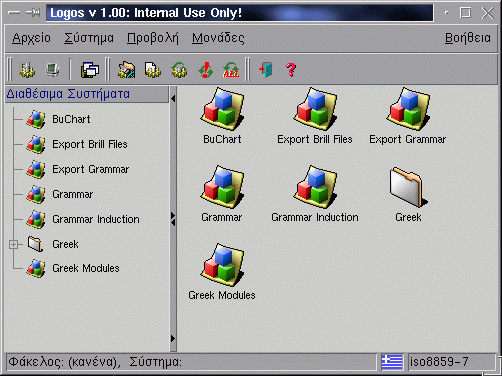 Logos v 1.00: Internal Use Only!
Αρχείο Σύστημα Προβολή Μονάδες Βοήθεια
Διαθέσιμα Συστήματα
BuChart
Export Brill Files
Export Grammar
Grammar
Grammar Induction
Greek
Greek Modules
BuChart Export Brill Files Export Grammar
Grammar Grammar Induction Greek
Greek Modules
Φάκελος: (κανένα), Σύστημα: iso8859-7